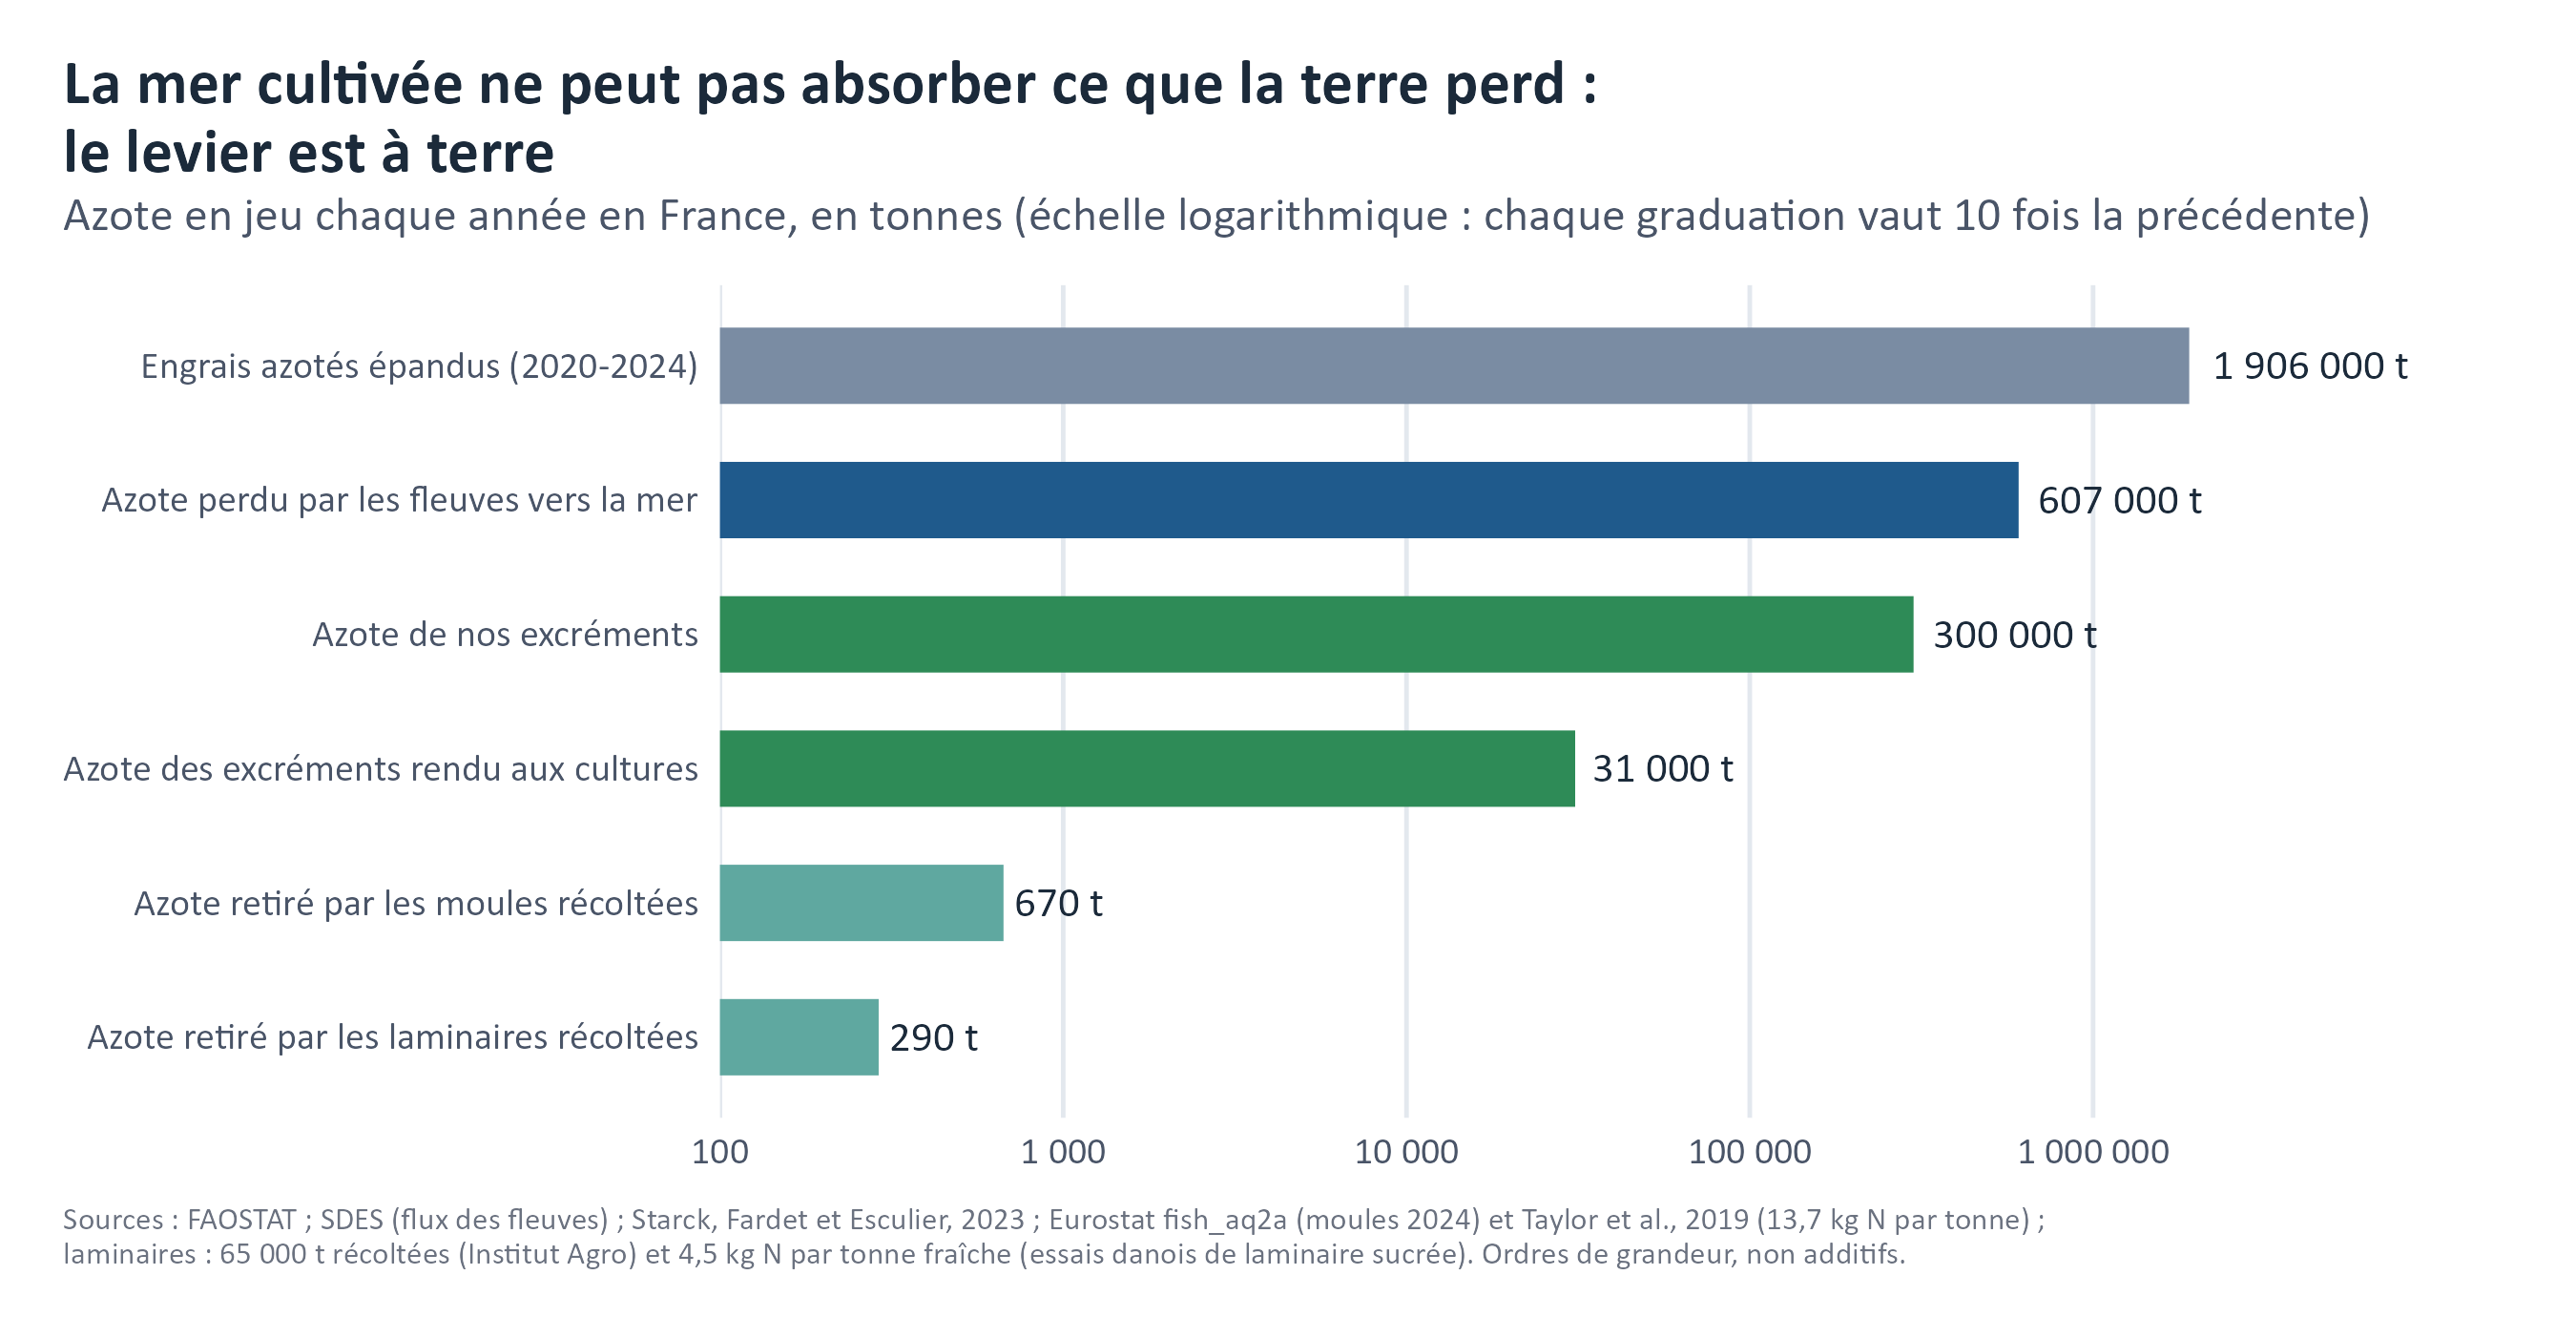 La mer cultivée ne peut pas absorber ce que la terre perd :
le levier est à terre
Azote en jeu chaque année en France, en tonnes (échelle logarithmique : chaque graduation vaut 10 fois la précédente)
Engrais azotés épandus (2020-2024)
1 906 000 t
Azote perdu par les fleuves vers la mer
607 000 t
Azote de nos excréments
300 000 t
Azote des excréments rendu aux cultures
31 000 t
Azote retiré par les moules récoltées
670 t
Azote retiré par les laminaires récoltées
290 t
100
1 000
10 000
100 000
1 000 000
Sources : FAOSTAT ; SDES (flux des fleuves) ; Starck, Fardet et Esculier, 2023 ; Eurostat fish_aq2a (moules 2024) et Taylor et al., 2019 (13,7 kg N par tonne) ;
laminaires : 65 000 t récoltées (Institut Agro) et 4,5 kg N par tonne fraîche (essais danois de laminaire sucrée). Ordres de grandeur, non additifs.